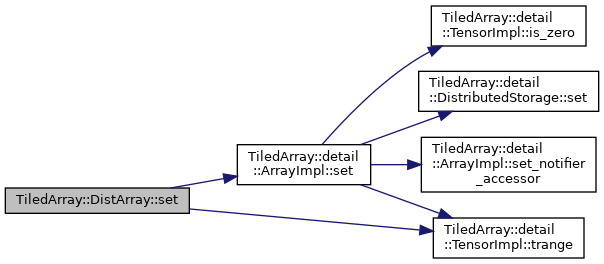 TiledArray::DistArray::set
TiledArray::detail
::ArrayImpl::set
TiledArray::detail
::TensorImpl::is_zero
TiledArray::detail
::DistributedStorage::set
TiledArray::detail
::ArrayImpl::set_notifier
_accessor
TiledArray::detail
::TensorImpl::trange